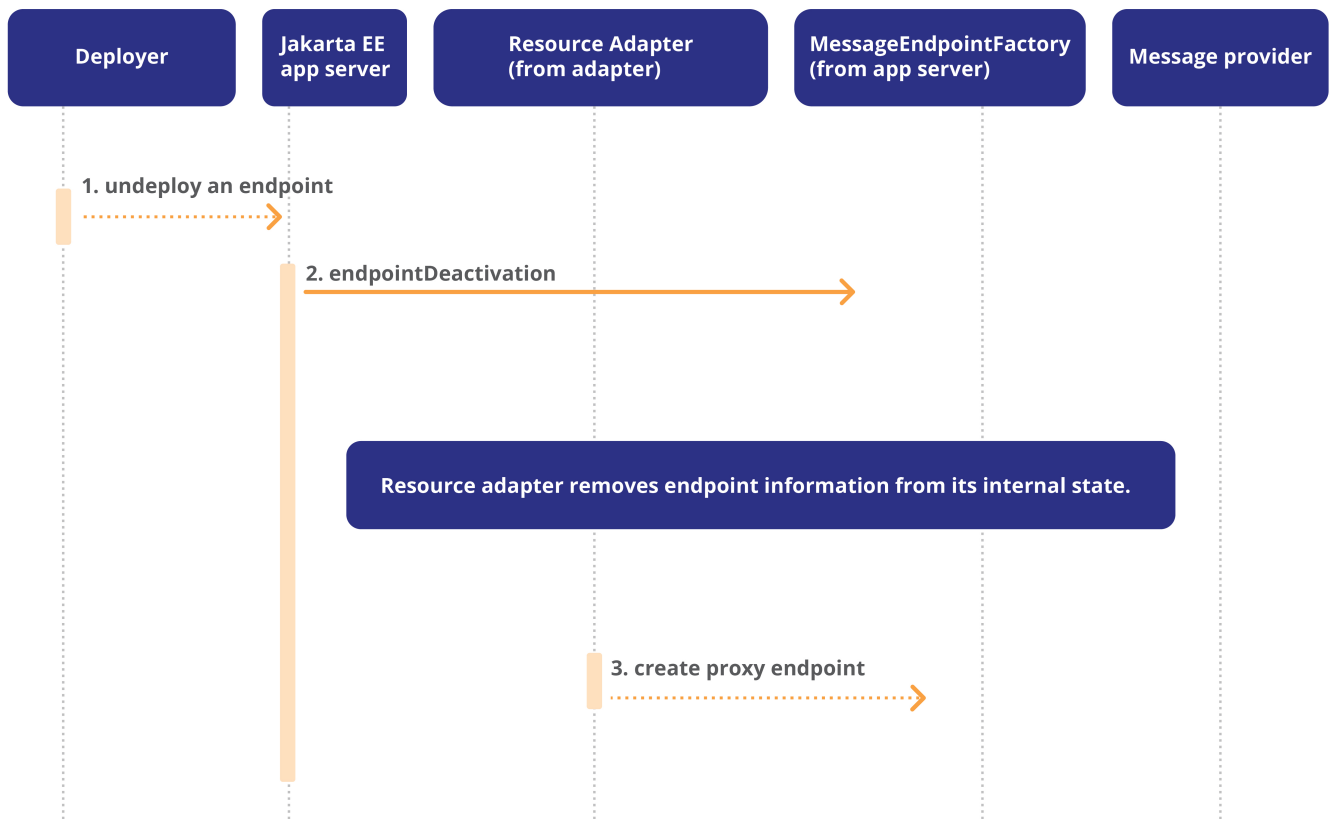 Deployer
Jakarta EE
app server
Resource Adapter
(from adapter)
MessageEndpointFactory
(from app server)
Message provider
1. undeploy an endpoint
2. endpointDeactivation
Resource adapter removes endpoint information from its internal state.
3. create proxy endpoint